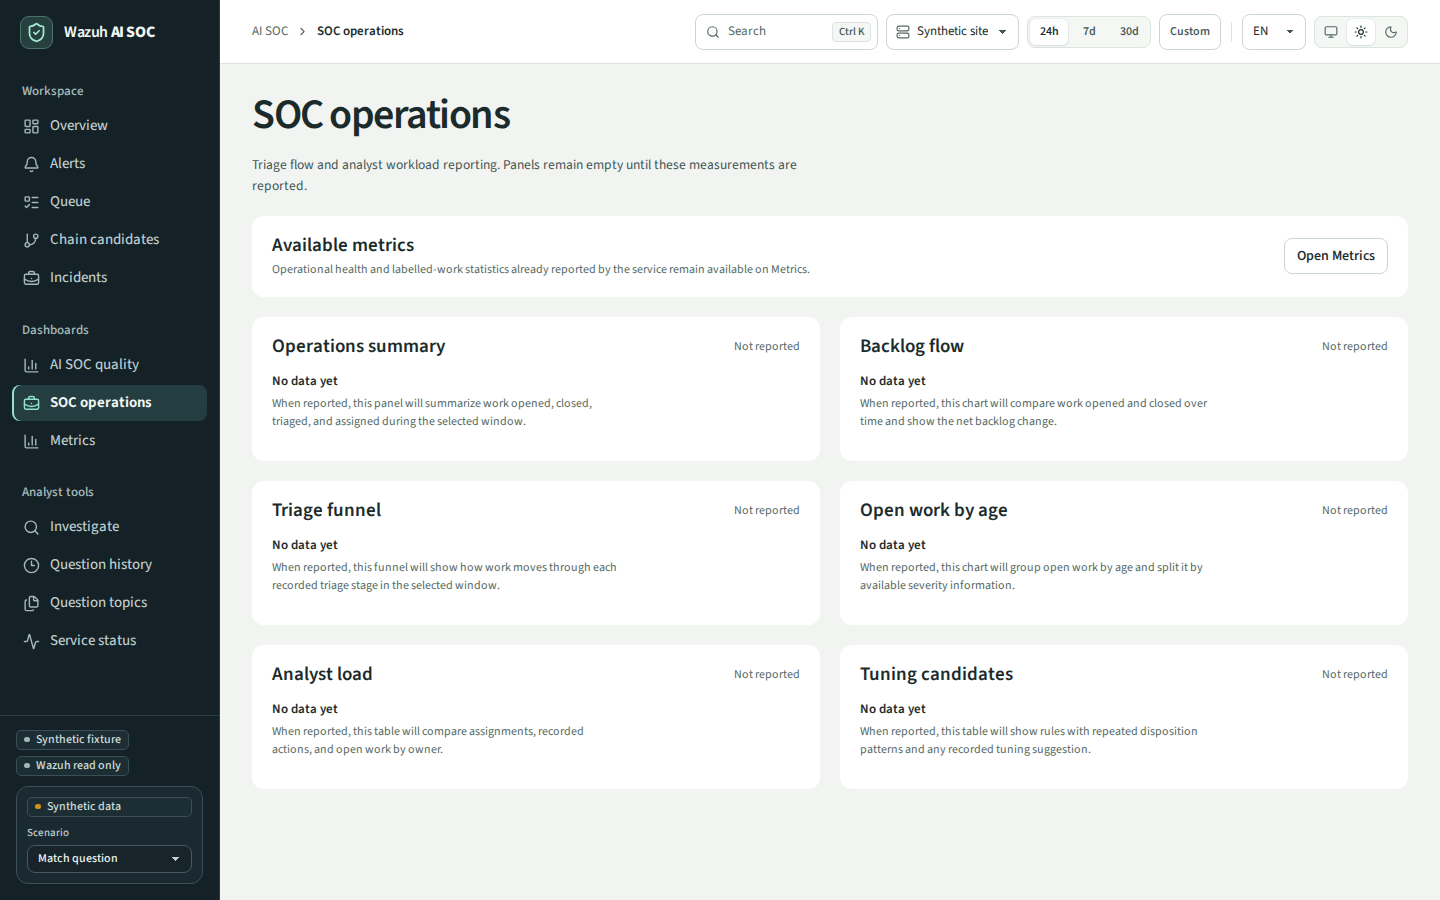 Wazuh AI SOC
AI SOC > SOC operations
Search
Ctrl K
Synthetic site
24h
7d
30d
Custom
EN
Workspace
Overview
Alerts
Queue
Chain candidates
Incidents
Dashboards
AI SOC quality
SOC operations
Metrics
Analyst tools
Investigate
Question history
Question topics
Service status
Synthetic fixture
Wazuh read only
Synthetic data
Scenario
Match question
SOC operations
Triage flow and analyst workload reporting. Panels remain empty until these measurements are
reported.
Available metrics
Operational health and labelled-work statistics already reported by the service remain available on Metrics.
Open Metrics
Operations summary
Not reported
No data yet
When reported, this panel will summarize work opened, closed,
triaged, and assigned during the selected window.
Backlog flow
Not reported
No data yet
When reported, this chart will compare work opened and closed over
time and show the net backlog change.
Triage funnel
Not reported
No data yet
When reported, this funnel will show how work moves through each
recorded triage stage in the selected window.
Open work by age
Not reported
No data yet
When reported, this chart will group open work by age and split it by
available severity information.
Analyst load
Not reported
No data yet
When reported, this table will compare assignments, recorded
actions, and open work by owner.
Tuning candidates
Not reported
No data yet
When reported, this table will show rules with repeated disposition
patterns and any recorded tuning suggestion.